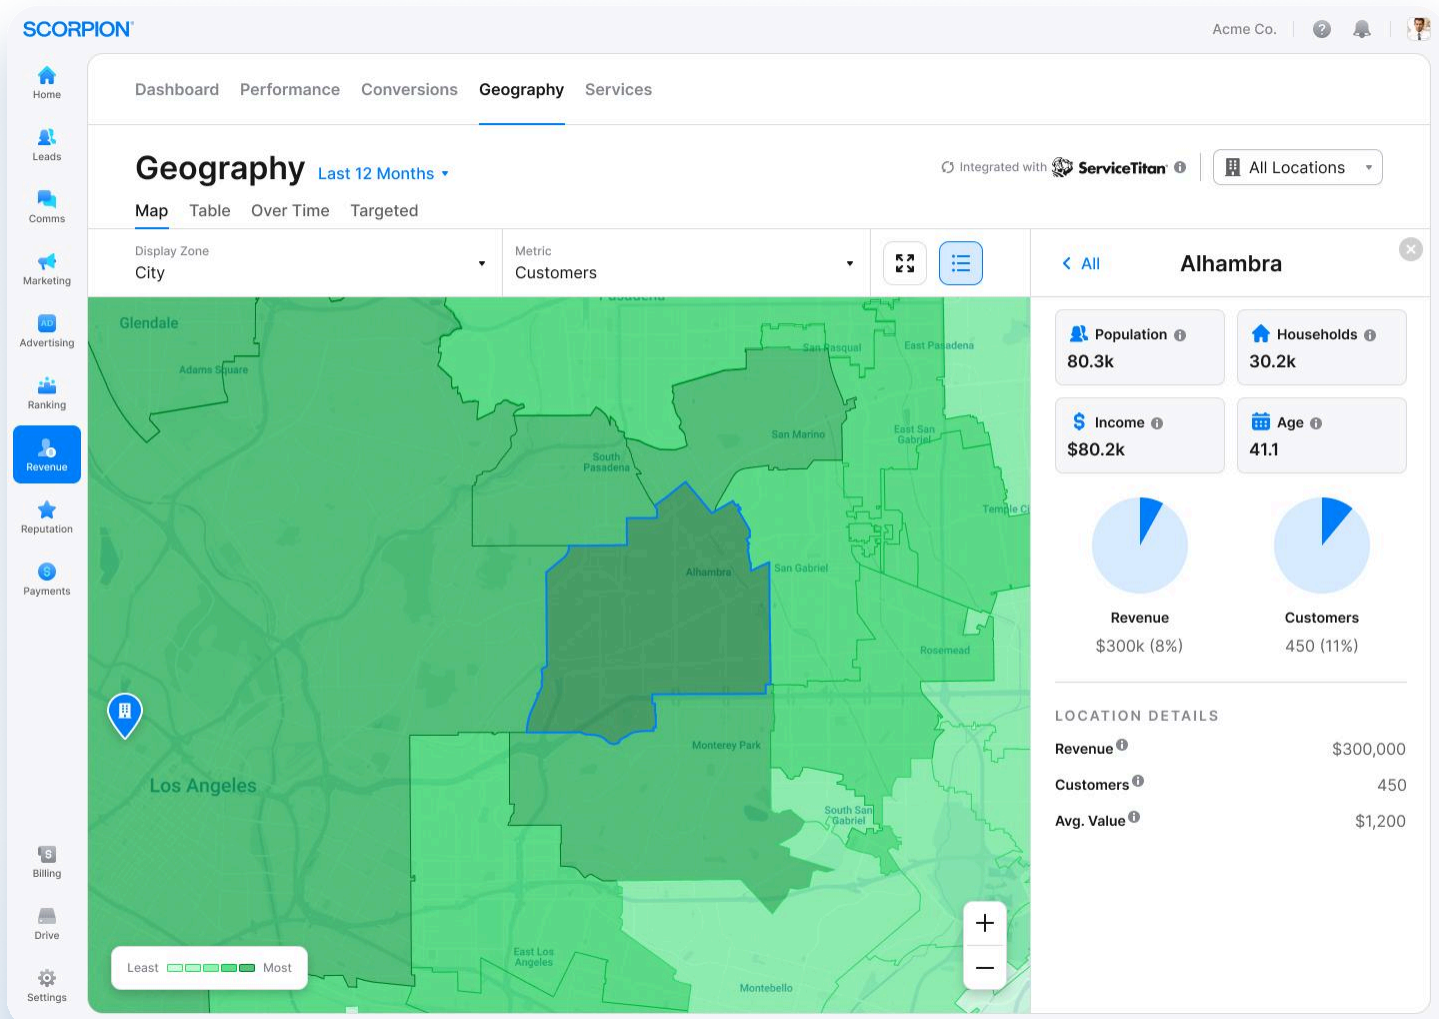 SCORPION
Acme Co.
Home
Leads
Comms
Marketing
AD
Advertising
Ranking
Revenue
Reputation
Payments
Billing
Drive
Settings
Dashboard Performance Conversions Geography Services
Geography Last 12 Months
Integrated with ServiceTitan
All Locations
Map Table Over Time Targeted
Display Zone
City
Metric
Customers
Pasadena
Glendale
Adams Square
San Pasqual
East Pasadena
San Marino
East San
Gabriel
South
Pasadena
Temple Ci
Alhambra
San Gabriel
Rosemead
Monterey Park
Los Angeles
South San
Gabriel
East Los
Angeles
Montebello
Least Most
+
−
All
Alhambra
Population
80.3k
Households
30.2k
Income
$80.2k
Age
41.1
Revenue
$300k (8%)
Customers
450 (11%)
LOCATION DETAILS
Revenue $300,000
Customers 450
Avg. Value $1,200